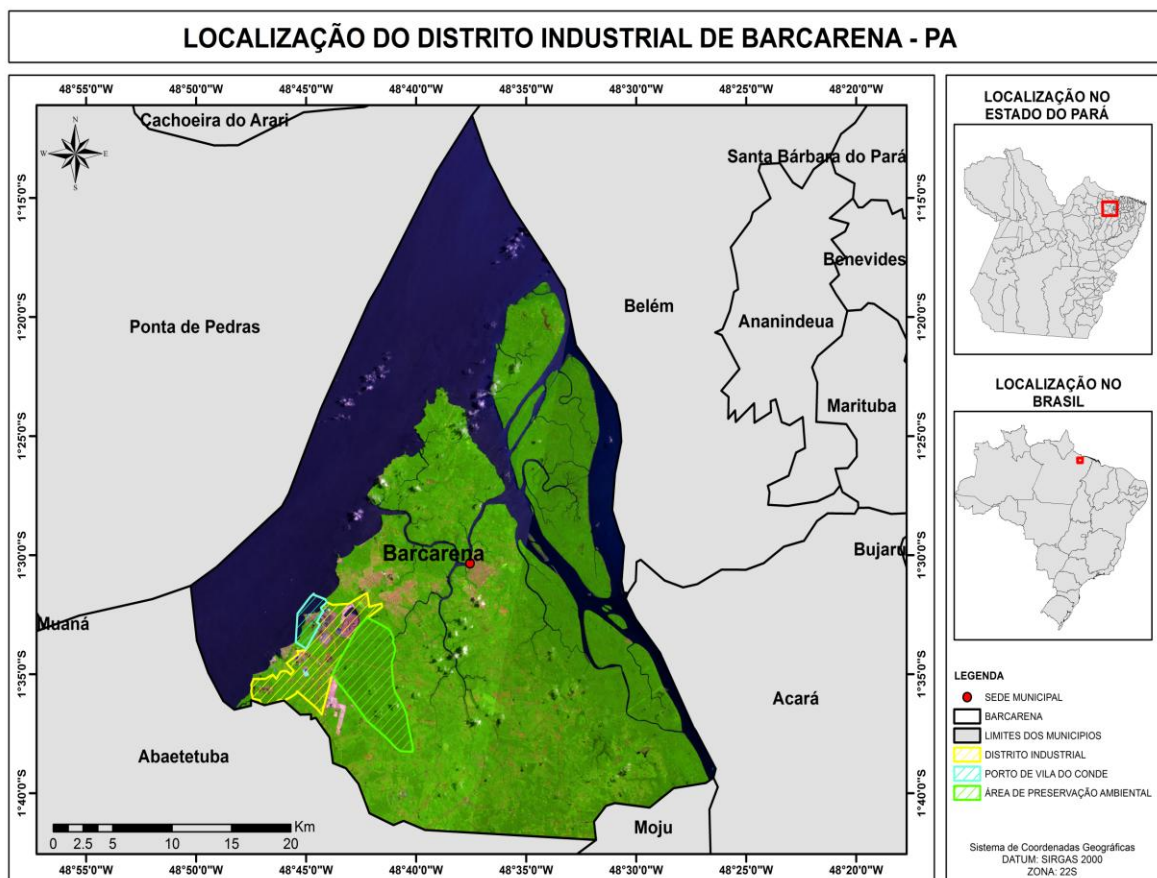 LOCALIZAÇÃO DO DISTRITO INDUSTRIAL DE BARCARENA - PA
48°55'0"W 48°50'0"W 48°45'0"W 48°40'0"W 48°35'0"W 48°30'0"W 48°25'0"W 48°20'0"W
N
W E
S
Cachoeira do Arari
Santa Bárbara do Pará
1°15'0"S 1°15'0"S
Benevides
Belém
Ponta de Pedras
Ananindeua
1°20'0"S 1°20'0"S
Marituba
1°25'0"S 1°25'0"S
Barcarena
Bujarú
1°30'0"S 1°30'0"S
Muaná
1°35'0"S 1°35'0"S
Acará
Abaetetuba
1°40'0"S 1°40'0"S
Moju
Km
0 2.5 5 10 15 20
48°55'0"W 48°50'0"W 48°45'0"W 48°40'0"W 48°35'0"W 48°30'0"W 48°25'0"W 48°20'0"W
LOCALIZAÇÃO NO
ESTADO DO PARÁ
LOCALIZAÇÃO NO
BRASIL
LEGENDA
SEDE MUNICIPAL
BARCARENA
LIMITES DOS MUNICIPIOS
DISTRITO INDUSTRIAL
PORTO DE VILA DO CONDE
ÁREA DE PRESERVAÇÃO AMBIENTAL
Sistema de Coordenadas Geográficas
DATUM: SIRGAS 2000
ZONA: 22S